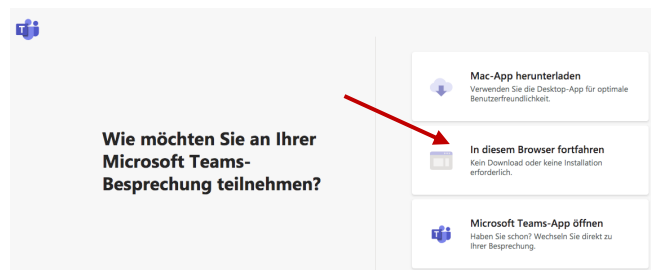 Wie möchten Sie an Ihrer
Microsoft Teams-
Besprechung teilnehmen?
Mac-App herunterladen
Verwenden Sie die Desktop-App für optimale
Benutzerfreundlichkeit.
In diesem Browser fortfahren
Kein Download oder keine Installation
erforderlich.
Microsoft Teams-App öffnen
Haben Sie schon? Wechseln Sie direkt zu
Ihrer Besprechung.